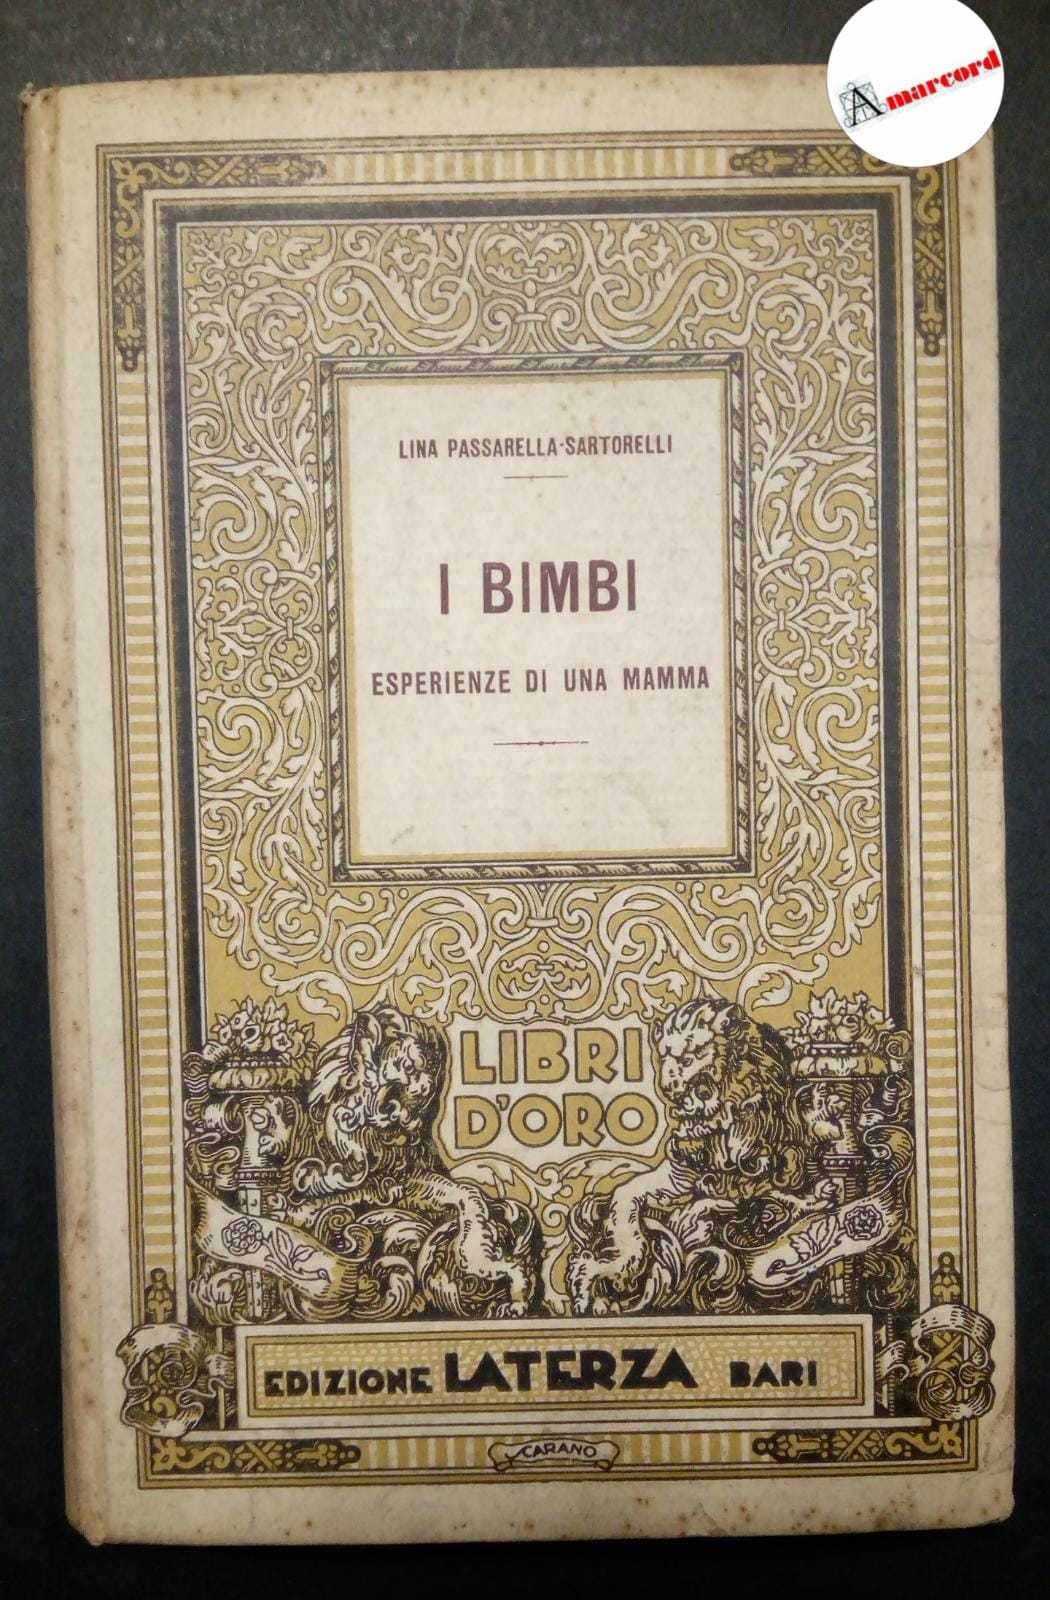 Amarcord
LINA PASSARELLA-SARTORELLI
I BIMBI
ESPERIENZE DI UNA MAMMA
LIBRI
D'ORO
EDIZIONE LATERZA BARI
CARANO